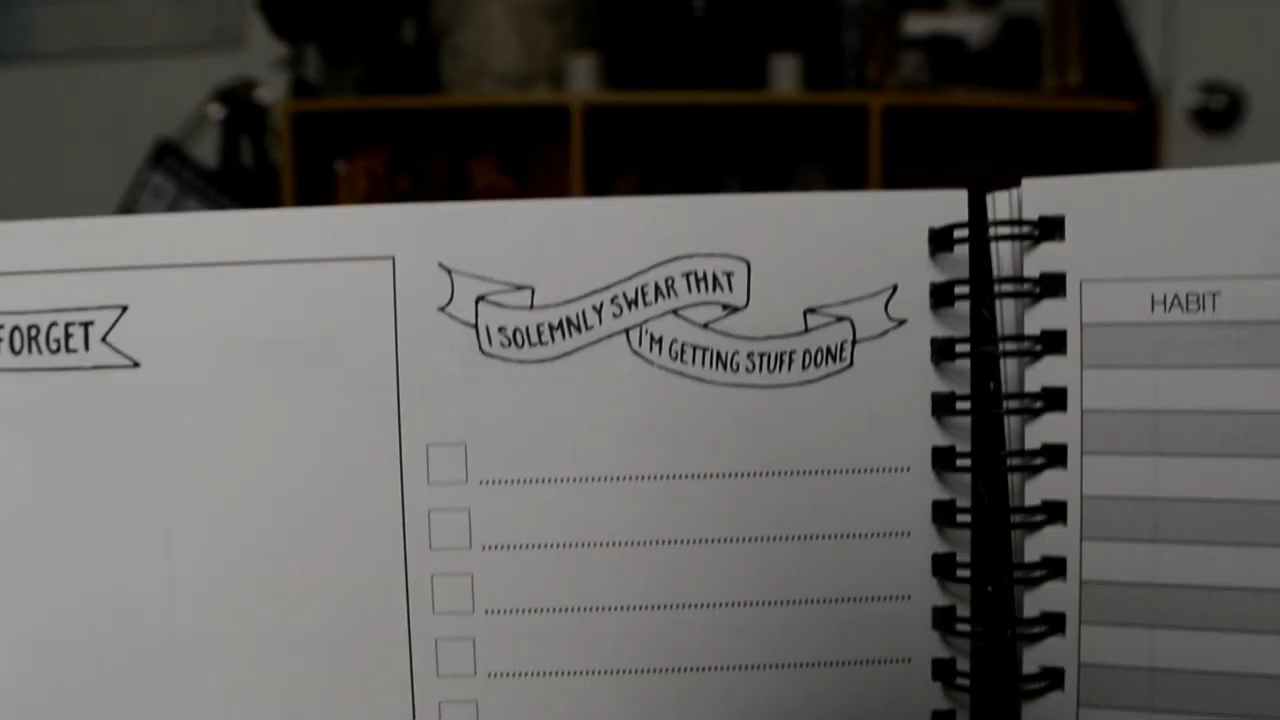 FORGET
I SOLEMNLY SWEAR THAT
I'M GETTING STUFF DONE
HABIT